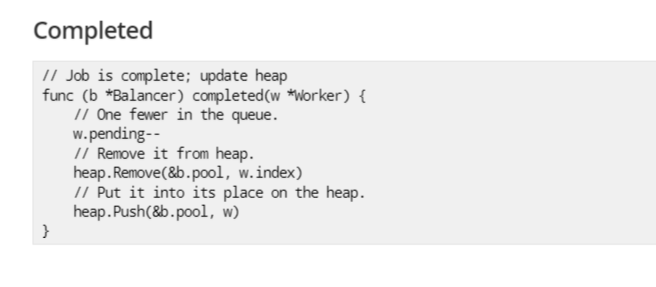 Completed
// Job is complete; update heap
func (b *Balancer) completed(w *Worker) {
    // One fewer in the queue.
    w.pending--
    // Remove it from heap.
    heap.Remove(&b.pool, w.index)
    // Put it into its place on the heap.
    heap.Push(&b.pool, w)
}